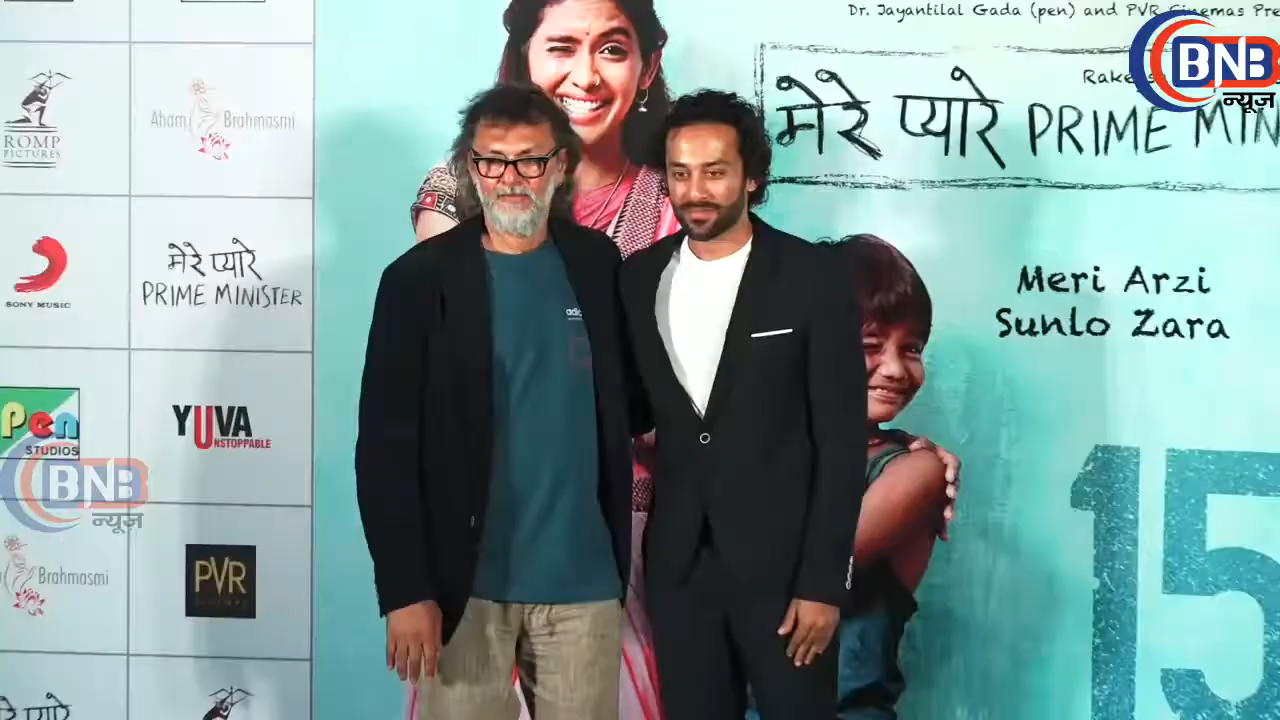 Dr. Jayantilal Gada (pen) and PVR Cinemas Pre
BNB
न्यूज़
मेरे प्यारे PRIME MIN
Meri Arzi
Sunlo Zara
15
ROMP
PICTURES
Aham Brahmasmi
SONY MUSIC
मेरे प्यारे
PRIME MINISTER
Pen
STUDIOS
YUVA
UNSTOPPABLE
BNB
न्यूज़
Brahmasmi
PVR
मेरे प्यारे